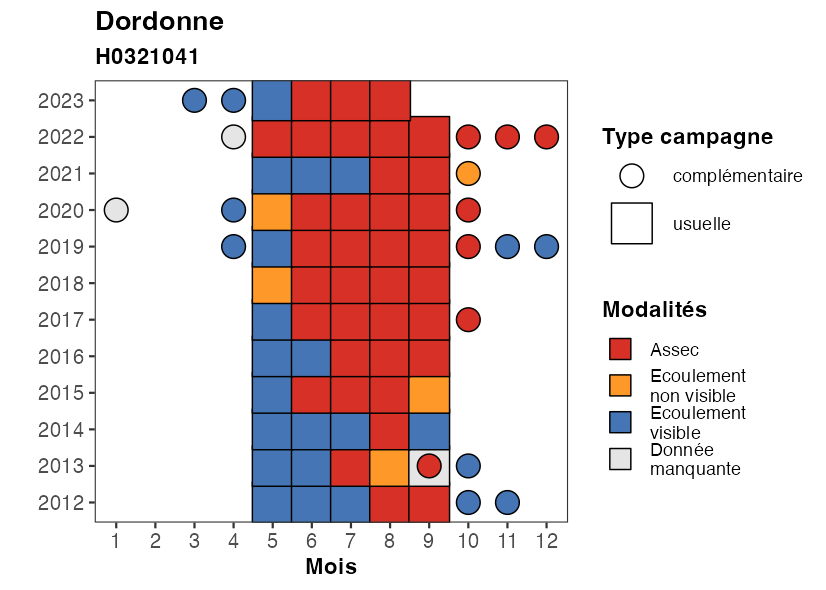 Dordonne
H0321041
2023
2022
2021
2020
2019
2018
2017
2016
2015
2014
2013
2012
1 2 3 4 5 6 7 8 9 10 11 12
Mois
Type campagne
complémentaire
usuelle
Modalités
Assec
Ecoulement
non visible
Ecoulement
visible
Donnée
manquante